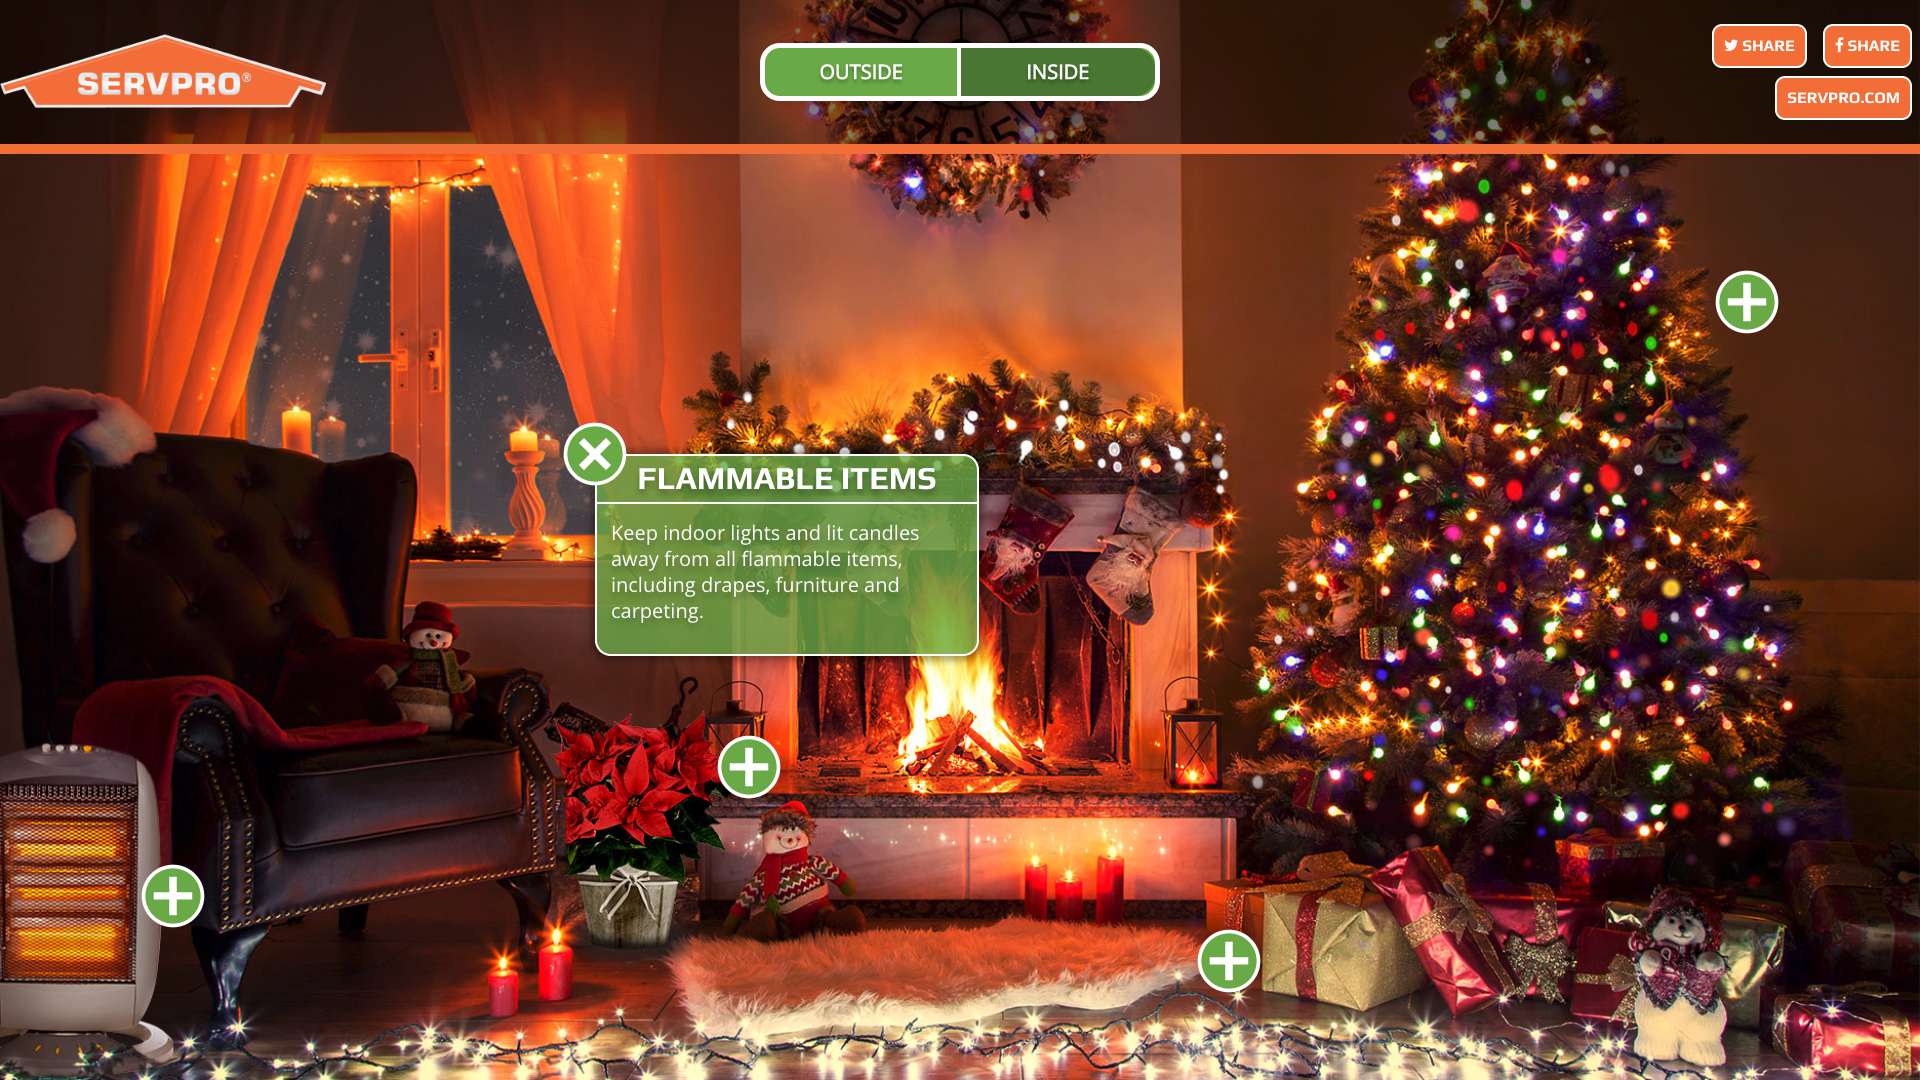 SERVPRO®
OUTSIDE
INSIDE
SHARE
SHARE
SERVPRO.COM
FLAMMABLE ITEMS
Keep indoor lights and lit candles
away from all flammable items,
including drapes, furniture and
carpeting.